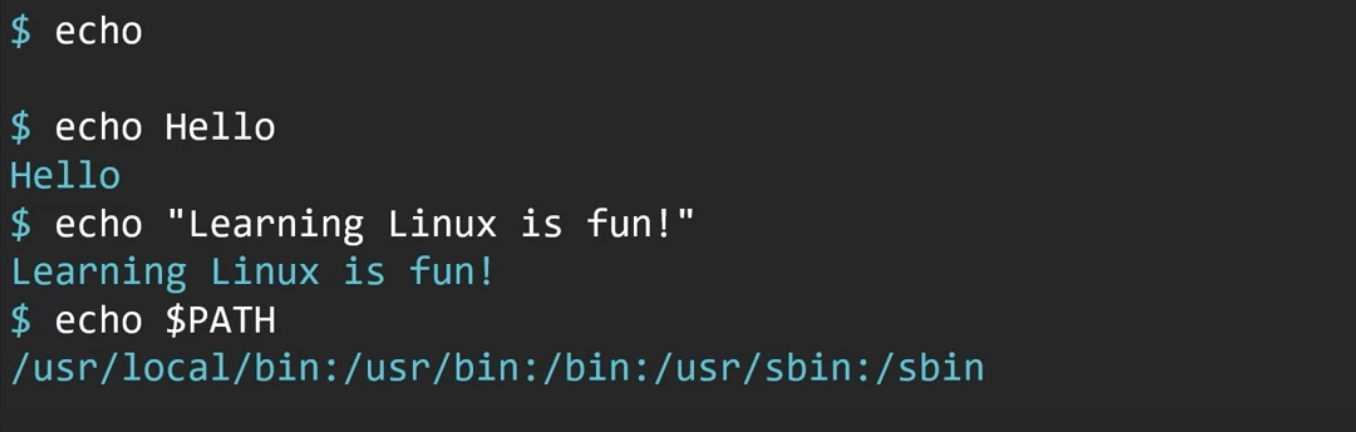 $ echo
$ echo Hello
Hello
$ echo "Learning Linux is fun!"
Learning Linux is fun!
$ echo $PATH
/usr/local/bin:/usr/bin:/bin:/usr/sbin:/sbin